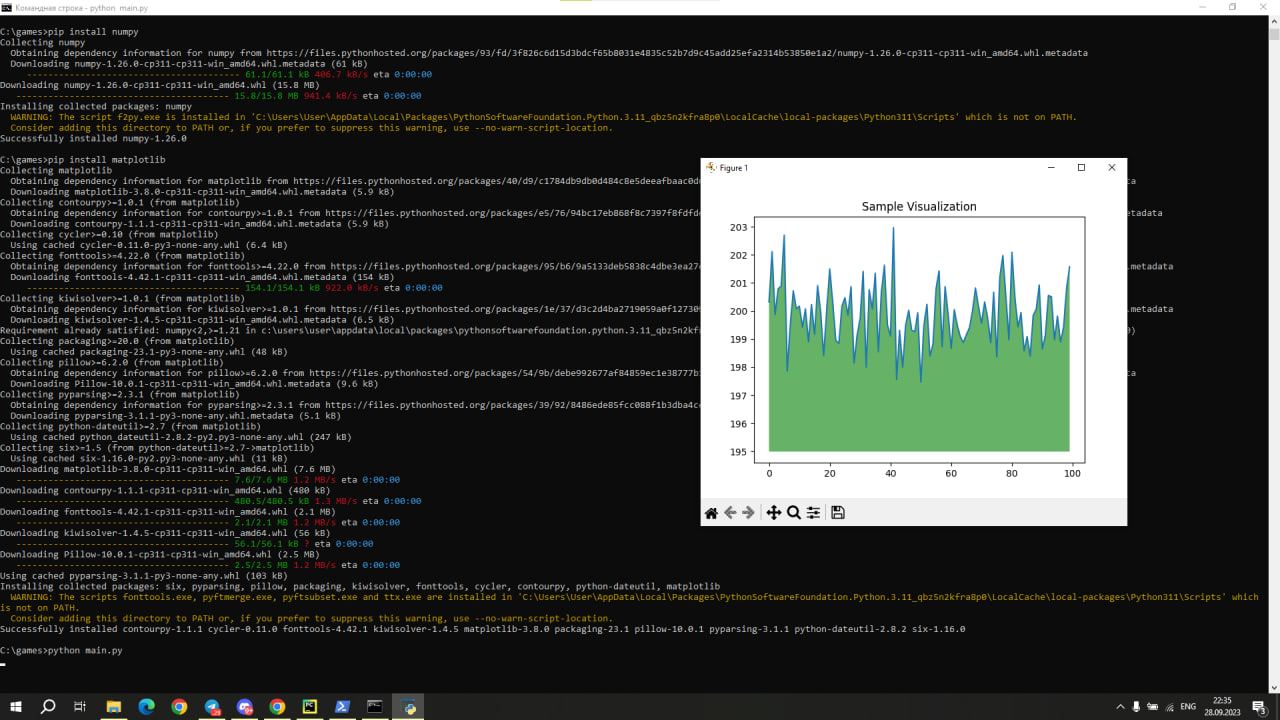 Командная строка - python main.py
C:\games>pip install numpy
Collecting numpy
Obtaining dependency information for numpy from https://files.pythonhosted.org/packages/93/fd/3f826c6d15d3bdcf65b8031e4835c52b7d9c45add25efa2314b53850e1a2/numpy-1.26.0-cp311-cp311-win_amd64.whl.metadata
Downloading numpy-1.26.0-cp311-cp311-win_amd64.whl.metadata (61 kB)
---------------------------------------- 61.1/61.1 kB 406.7 kB/s eta 0:00:00
Downloading numpy-1.26.0-cp311-cp311-win_amd64.whl (15.8 MB)
---------------------------------------- 15.8/15.8 MB 941.4 kB/s eta 0:00:00
Installing collected packages: numpy
WARNING: The script f2py.exe is installed in 'C:\Users\User\AppData\Local\Packages\PythonSoftwareFoundation.Python.3.11_qbz5n2kfra8p0\LocalCache\local-packages\Python311\Scripts' which is not on PATH.
Consider adding this directory to PATH or, if you prefer to suppress this warning, use --no-warn-script-location.
Successfully installed numpy-1.26.0
C:\games>pip install matplotlib
Collecting matplotlib
Obtaining dependency information for matplotlib from https://files.pythonhosted.org/packages/40/d9/c1784db9db0d484c8e5deeafbaac0d
Downloading matplotlib-3.8.0-cp311-cp311-win_amd64.whl.metadata (5.9 kB)
Collecting contourpy>=1.0.1 (from matplotlib)
Obtaining dependency information for contourpy>=1.0.1 from https://files.pythonhosted.org/packages/e5/76/94bc17eb868f8c7397f8fdfd
Downloading contourpy-1.1.1-cp311-cp311-win_amd64.whl.metadata (5.9 kB)
Collecting cycler>=0.10 (from matplotlib)
Using cached cycler-0.11.0-py3-none-any.whl (6.4 kB)
Collecting fonttools>=4.22.0 (from matplotlib)
Obtaining dependency information for fonttools>=4.22.0 from https://files.pythonhosted.org/packages/95/b6/9a5133deb5838c4dbe3ea27
Downloading fonttools-4.42.1-cp311-cp311-win_amd64.whl.metadata (154 kB)
---------------------------------------- 154.1/154.1 kB 922.0 kB/s eta 0:00:00
Collecting kiwisolver>=1.0.1 (from matplotlib)
Obtaining dependency information for kiwisolver>=1.0.1 from https://files.pythonhosted.org/packages/1e/37/d3c2d4ba2719059a0f12730
Downloading kiwisolver-1.4.5-cp311-cp311-win_amd64.whl.metadata (6.5 kB)
Requirement already satisfied: numpy<2,>=1.21 in c:\users\user\appdata\local\packages\pythonsoftwarefoundation.python.3.11_qbz5n2kf
Collecting packaging>=20.0 (from matplotlib)
Using cached packaging-23.1-py3-none-any.whl (48 kB)
Collecting pillow>=6.2.0 (from matplotlib)
Obtaining dependency information for pillow>=6.2.0 from https://files.pythonhosted.org/packages/54/9b/debe992677af84859ec1e38777
Downloading Pillow-10.0.1-cp311-cp311-win_amd64.whl.metadata (9.6 kB)
Collecting pyparsing>=2.3.1 (from matplotlib)
Obtaining dependency information for pyparsing>=2.3.1 from https://files.pythonhosted.org/packages/39/92/8486ede85fcc088f1b3dba4c
Downloading pyparsing-3.1.1-py3-none-any.whl.metadata (5.1 kB)
Collecting python-dateutil>=2.7 (from matplotlib)
Using cached python_dateutil-2.8.2-py2.py3-none-any.whl (247 kB)
Collecting six>=1.5 (from python-dateutil>=2.7->matplotlib)
Using cached six-1.16.0-py2.py3-none-any.whl (11 kB)
Downloading matplotlib-3.8.0-cp311-cp311-win_amd64.whl (7.6 MB)
---------------------------------------- 7.6/7.6 MB 1.2 MB/s eta 0:00:00
Downloading contourpy-1.1.1-cp311-cp311-win_amd64.whl (480 kB)
---------------------------------------- 480.5/480.5 kB 1.3 MB/s eta 0:00:00
Downloading fonttools-4.42.1-cp311-cp311-win_amd64.whl (2.1 MB)
---------------------------------------- 2.1/2.1 MB 1.2 MB/s eta 0:00:00
Downloading kiwisolver-1.4.5-cp311-cp311-win_amd64.whl (56 kB)
---------------------------------------- 56.1/56.1 kB ? eta 0:00:00
Downloading Pillow-10.0.1-cp311-cp311-win_amd64.whl (2.5 MB)
---------------------------------------- 2.5/2.5 MB 1.2 MB/s eta 0:00:00
Using cached pyparsing-3.1.1-py3-none-any.whl (103 kB)
Installing collected packages: six, pyparsing, pillow, packaging, kiwisolver, fonttools, cycler, contourpy, python-dateutil, matplotlib
WARNING: The scripts fonttools.exe, pyftmerge.exe, pyftsubset.exe and ttx.exe are installed in 'C:\Users\User\AppData\Local\Packages\PythonSoftwareFoundation.Python.3.11_qbz5n2kfra8p0\LocalCache\local-packages\Python311\Scripts' which
is not on PATH.
Consider adding this directory to PATH or, if you prefer to suppress this warning, use --no-warn-script-location.
Successfully installed contourpy-1.1.1 cycler-0.11.0 fonttools-4.42.1 kiwisolver-1.4.5 matplotlib-3.8.0 packaging-23.1 pillow-10.0.1 pyparsing-3.1.1 python-dateutil-2.8.2 six-1.16.0
C:\games>python main.py
Figure 1
Sample Visualization
203
202
201
200
199
198
197
196
195
0 20 40 60 80 100
ENG
22:35
28.09.2023
3